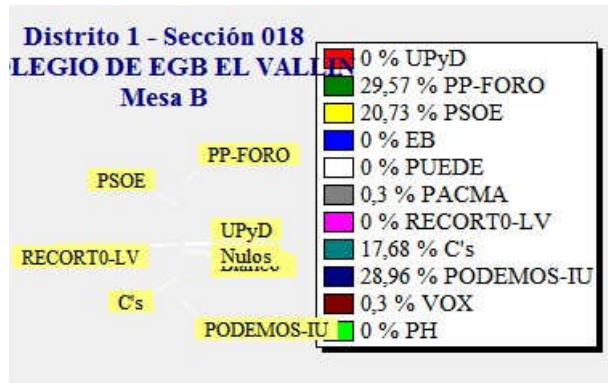 Distrito 1 - Sección 018
LEGIO DE EGB EL VALLIN
Mesa B
0 % UPyD
29,57 % PP-FORO
20,73 % PSOE
0 % EB
0 % PUEDE
0,3 % PACMA
0 % RECORT0-LV
17,68 % C's
28,96 % PODEMOS-IU
0,3 % VOX
0 % PH
PP-FORO
PSOE
UPyD
RECORT0-LV
Nulos
C's
PODEMOS-IU